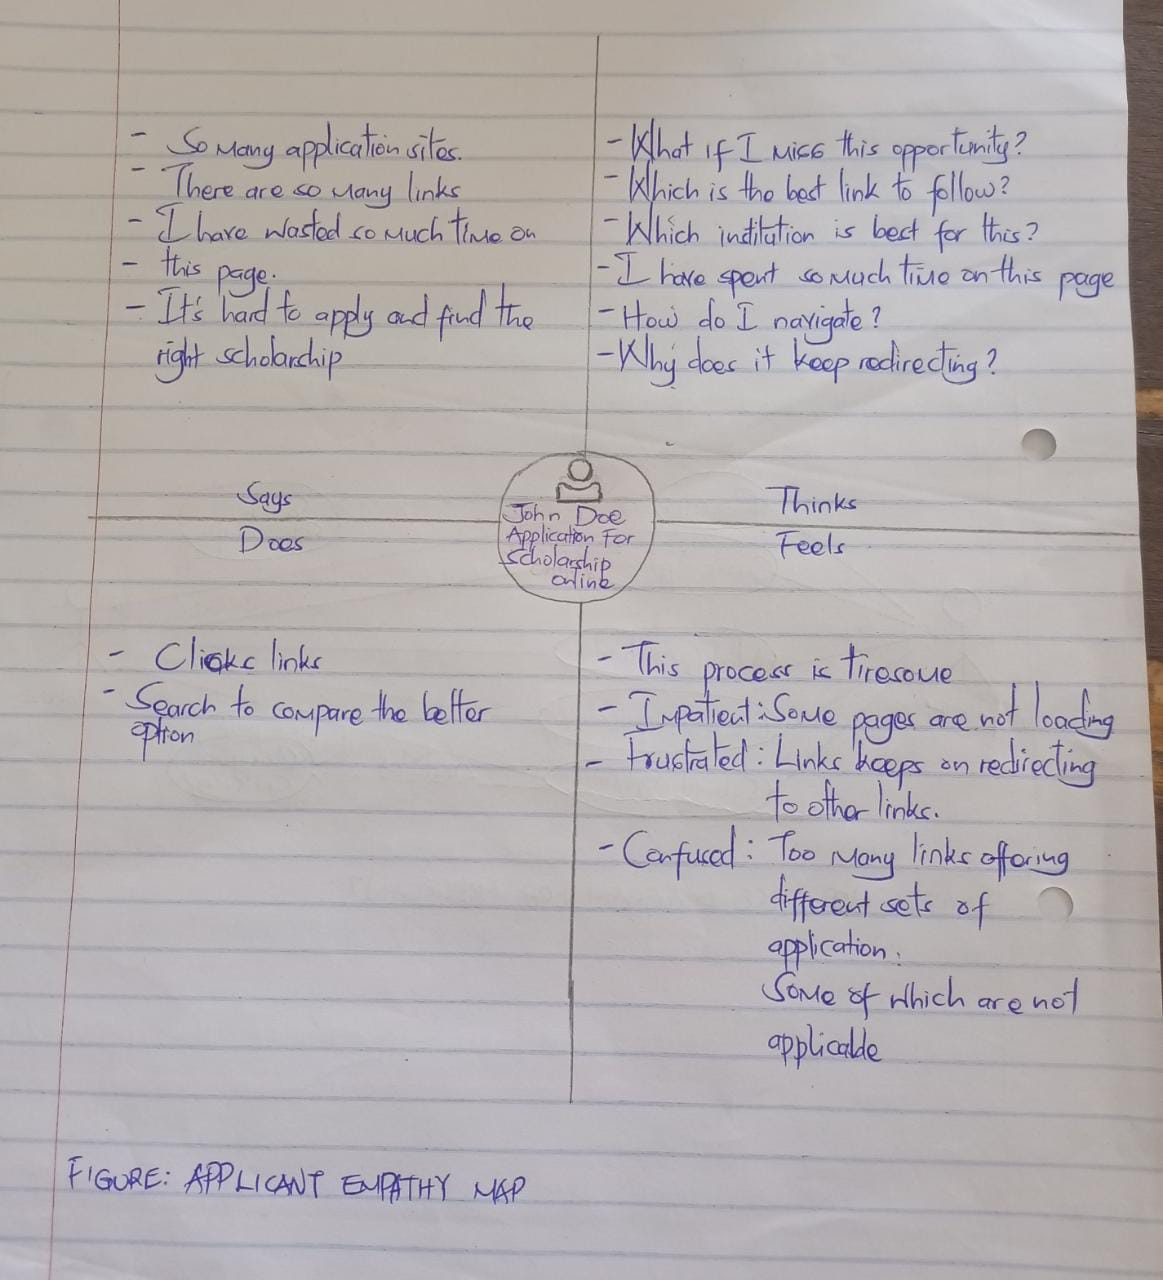 - So many application sites.
- There are so many links
- I have wasted so much time on
- this page.
- It's hard to apply and find the
right scholarship
- What if I miss this opportunity?
- Which is the best link to follow?
- Which institution is best for this?
- I have spent so much time on this page
- How do I navigate?
- Why does it keep redirecting?
Says
Thinks
John Doe
Application For
Scholarship
online
Does
Feels
- Clicks links
- Search to compare the better
option
- This process is tiresome
- Impatient: Some pages are not loading
- Frustrated: Links keeps on redirecting
to other links.
- Confused: Too many links offering
different sets of
application.
Some of which are not
applicable
FIGURE: APPLICANT EMPATHY MAP